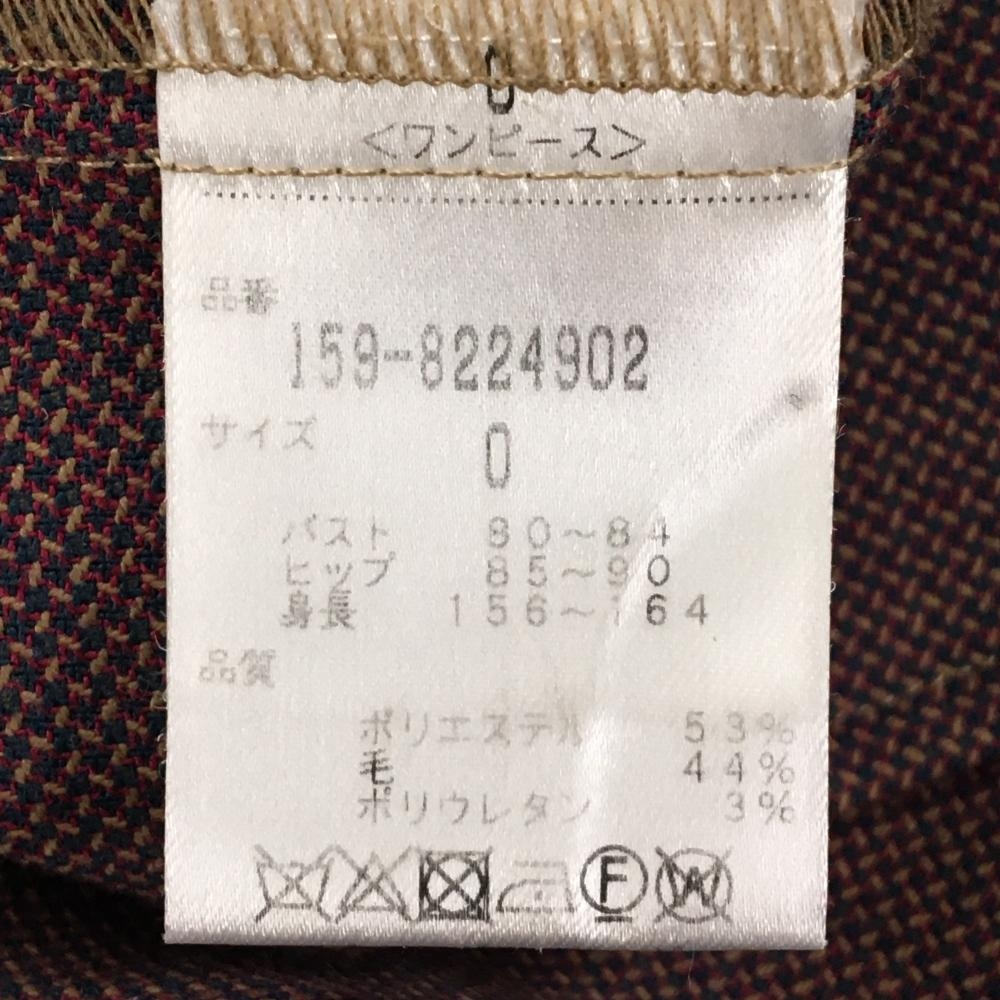 0
<ワンピース>
品番
159-8224902
サイズ
0
バスト 80~84
ヒップ 85~90
身長 156~164
品質
ポリエステル 53%
毛 44%
ポリウレタン 3%
F W